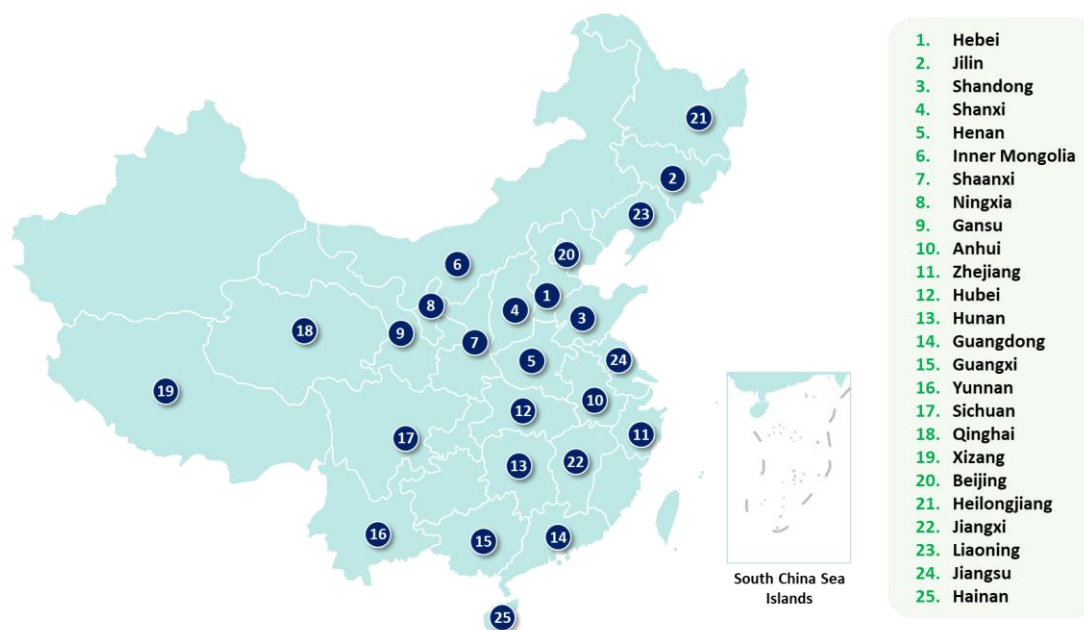 21
2
23
20
6
1
8
4
3
18
9
7
24
5
19
10
12
11
17
22
13
16
14
15
25
South China Sea
Islands
1. Hebei
2. Jilin
3. Shandong
4. Shanxi
5. Henan
6. Inner Mongolia
7. Shaanxi
8. Ningxia
9. Gansu
10. Anhui
11. Zhejiang
12. Hubei
13. Hunan
14. Guangdong
15. Guangxi
16. Yunnan
17. Sichuan
18. Qinghai
19. Xizang
20. Beijing
21. Heilongjiang
22. Jiangxi
23. Liaoning
24. Jiangsu
25. Hainan